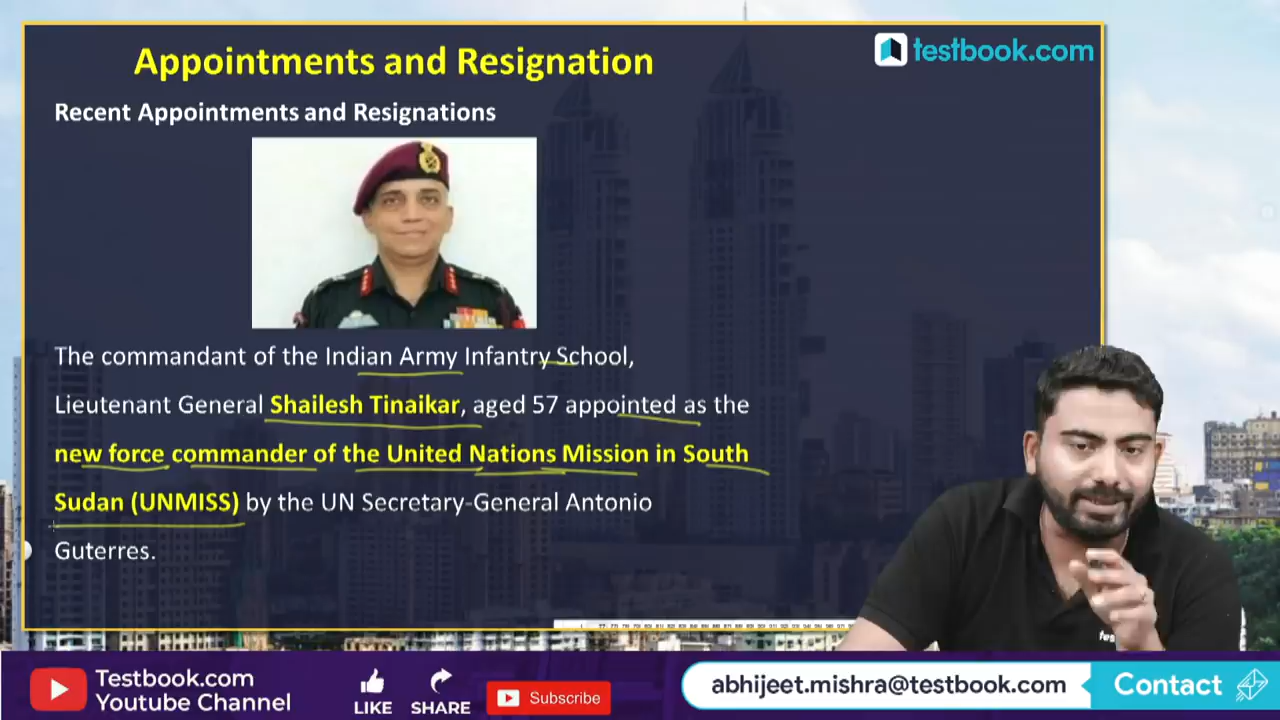 Appointments and Resignation
testbook.com
Recent Appointments and Resignations
The commandant of the Indian Army Infantry School,
Lieutenant General Shailesh Tinaikar, aged 57 appointed as the
new force commander of the United Nations Mission in South
Sudan (UNMISS) by the UN Secretary-General Antonio
Guterres.
Testbook.com
Youtube Channel
LIKE
SHARE
Subscribe
abhijeet.mishra@testbook.com
Contact